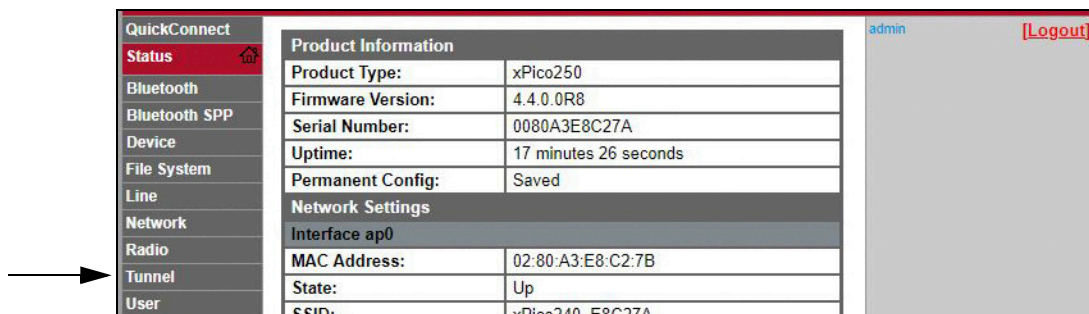 QuickConnect
Status
Bluetooth
Bluetooth SPP
Device
File System
Line
Network
Radio
Tunnel
User
Product Information
Product Type: xPico250
Firmware Version: 4.4.0.0R8
Serial Number: 0080A3E8C27A
Uptime: 17 minutes 26 seconds
Permanent Config: Saved
Network Settings
Interface ap0
MAC Address: 02:80:A3:E8:C2:7B
State: Up
SSID: xPico240_E8C27A
admin
[Logout]